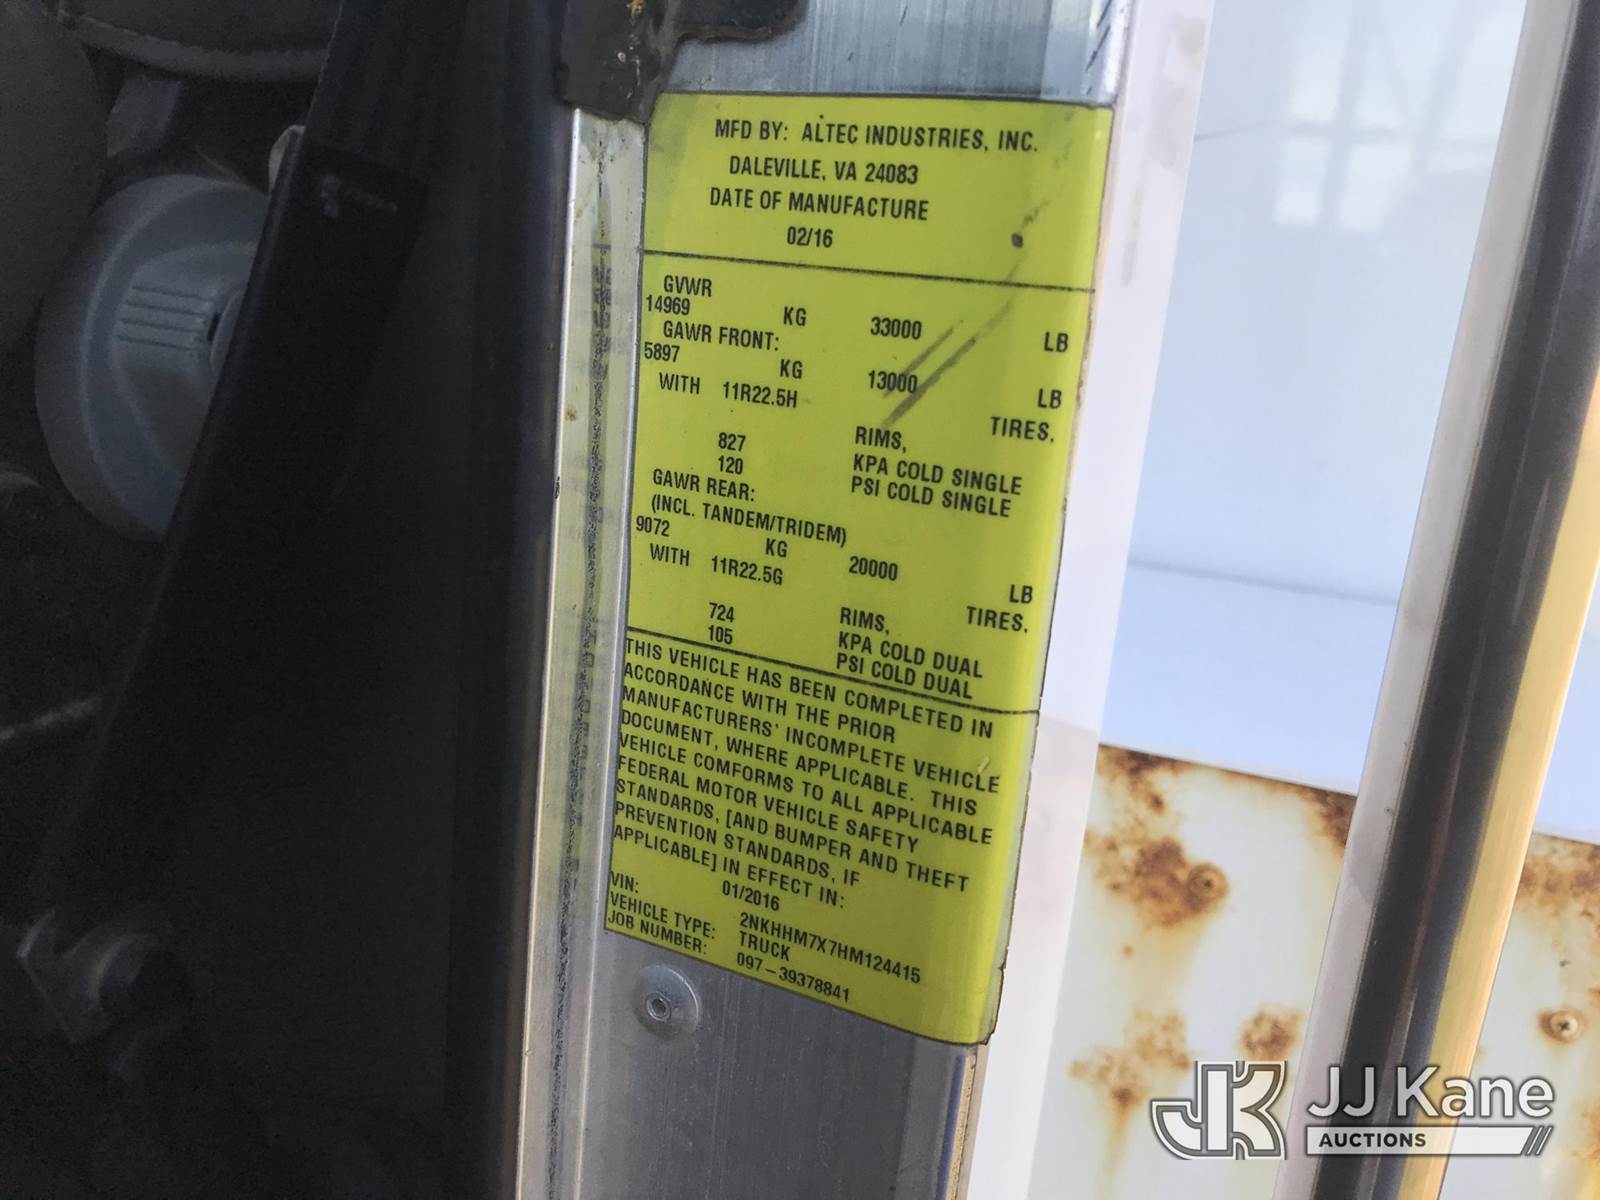 MFD BY: ALTEC INDUSTRIES, INC.
DALEVILLE, VA 24083
DATE OF MANUFACTURE
02/16
GVWR
14969 KG 33000 LB
GAWR FRONT:
5897 KG 13000 LB
WITH 11R22.5H TIRES,
RIMS,
827 KPA COLD SINGLE
120 PSI COLD SINGLE
GAWR REAR:
(INCL. TANDEM/TRIDEM)
9072 KG 20000 LB
WITH 11R22.5G TIRES,
RIMS,
724 KPA COLD DUAL
105 PSI COLD DUAL
THIS VEHICLE HAS BEEN COMPLETED IN
ACCORDANCE WITH THE PRIOR
MANUFACTURERS' INCOMPLETE VEHICLE
DOCUMENT, WHERE APPLICABLE. THIS
VEHICLE COMFORMS TO ALL APPLICABLE
FEDERAL MOTOR VEHICLE SAFETY
STANDARDS, [AND BUMPER AND THEFT
PREVENTION STANDARDS, IF
APPLICABLE] IN EFFECT IN:
01/2016
VIN: 2NKHHM7X7HM124415
VEHICLE TYPE: TRUCK
JOB NUMBER: 097-39378841
JK JJ Kane
AUCTIONS